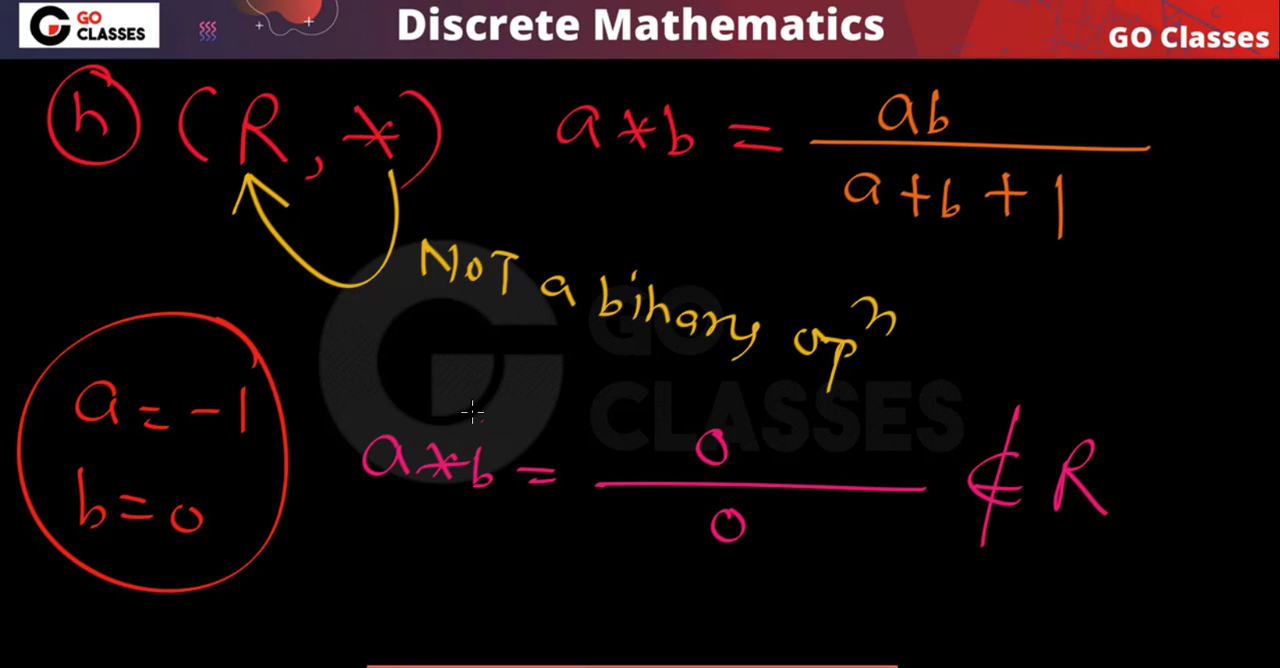 GO
CLASSES
Discrete Mathematics
GO Classes
h (R, *) a * b = ab / a + b + 1
NOT a binary opⁿ
a = -1
b = 0
a * b = 0 / 0 ∉ R
GO
CLASSES